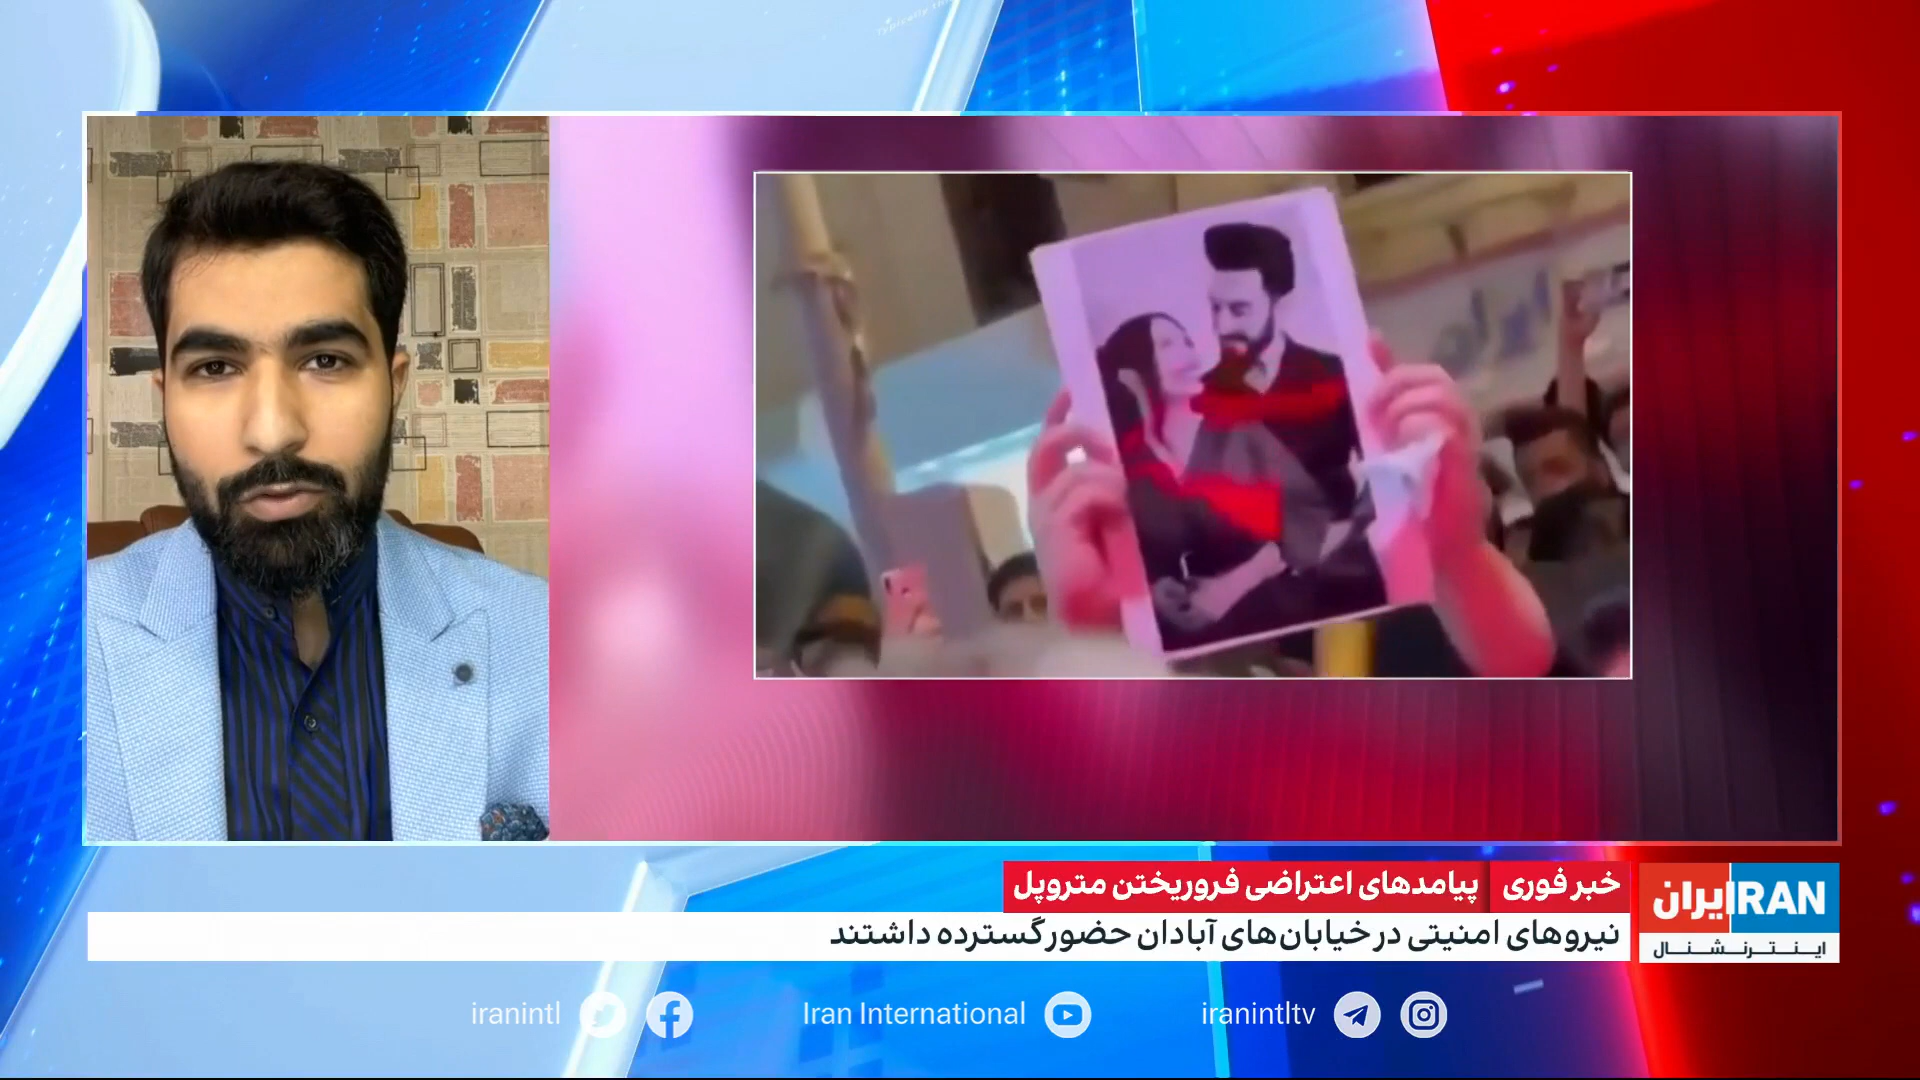 ایران
خبر فوری
پیامدهای اعتراضی فروریختن متروپل
نیروهای امنیتی در خیابان‌های آبادان حضور گسترده داشتند
ایران IRAN
اینترنشنال
iranintl
Iran International
iranintltv